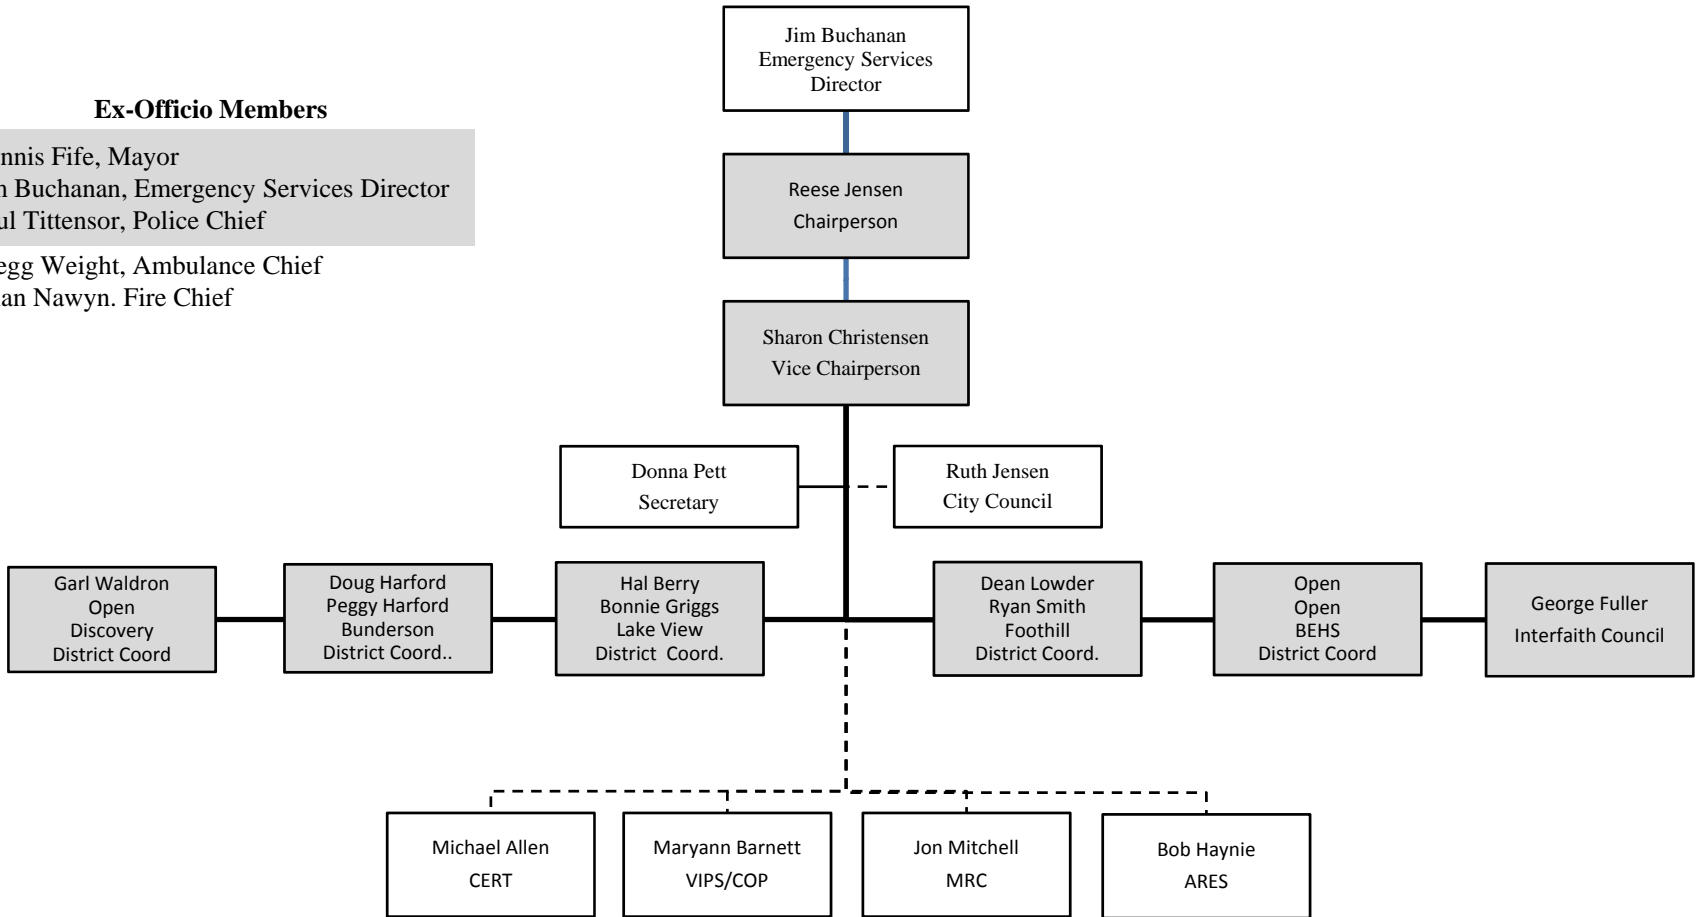 Jim Buchanan
Emergency Services
Director
Ex-Officio Members
nnis Fife, Mayor
Buchanan, Emergency Services Director
ul Tittensor, Police Chief
egg Weight, Ambulance Chief
an Nawyn. Fire Chief
Reese Jensen
Chairperson
Sharon Christensen
Vice Chairperson
Donna Pett
Secretary
Ruth Jensen
City Council
Garl Waldron
Open
Discovery
District Coord
Doug Harford
Peggy Harford
Bunderson
District Coord..
Hal Berry
Bonnie Griggs
Lake View
District Coord.
Dean Lowder
Ryan Smith
Foothill
District Coord.
Open
Open
BEHS
District Coord
George Fuller
Interfaith Council
Michael Allen
CERT
Maryann Barnett
VIPS/COP
Jon Mitchell
MRC
Bob Haynie
ARES